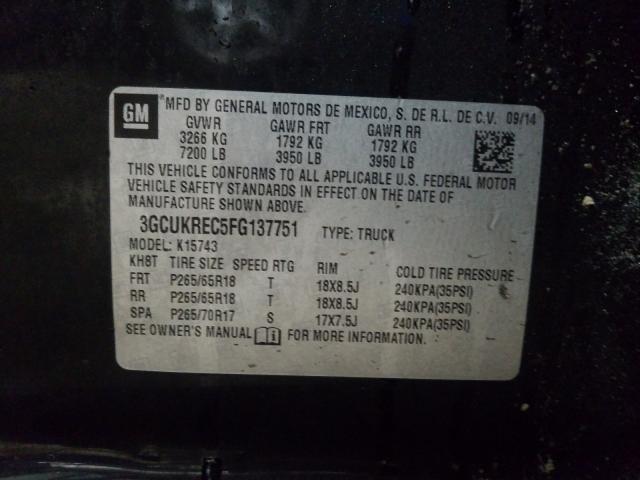 GM
®MFD BY GENERAL MOTORS DE MEXICO, S. DE R.L. DE C.V. 09/14
GVWR GAWR FRT GAWR RR
3266 KG 1792 KG 1792 KG
7200 LB 3950 LB 3950 LB
THIS VEHICLE CONFORMS TO ALL APPLICABLE U.S. FEDERAL MOTOR
VEHICLE SAFETY STANDARDS IN EFFECT ON THE DATE OF
MANUFACTURE SHOWN ABOVE.
3GCUKREC5FG137751 TYPE: TRUCK
MODEL: K15743
KH8T TIRE SIZE SPEED RTG RIM COLD TIRE PRESSURE
FRT P265/65R18 T 18X8.5J 240KPA(35PSI)
RR P265/65R18 T 18X8.5J 240KPA(35PSI)
SPA P265/70R17 S 17X7.5J 240KPA(35PSI)
SEE OWNER'S MANUAL FOR MORE INFORMATION.